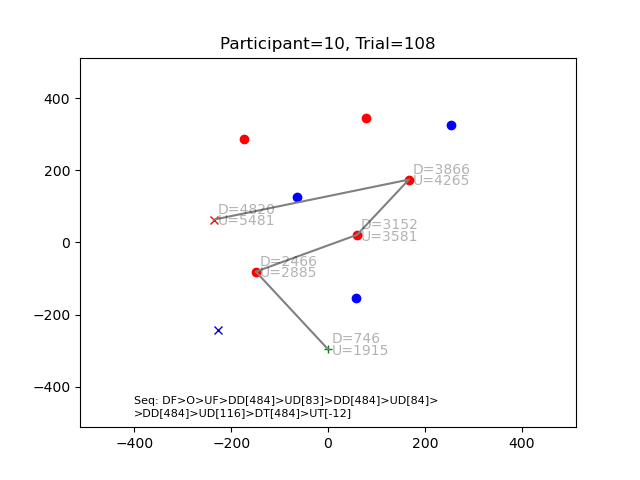 Participant=10, Trial=108
400
200
0
−200
−400
D=3866
U=4265
D=4820
U=5481
D=3152
U=3581
D=2466
U=2885
D=746
U=1915
Seq: DF>O>UF>DD[484]>UD[83]>DD[484]>UD[84]>
>DD[484]>UD[116]>DT[484]>UT[-12]
−400 −200 0 200 400